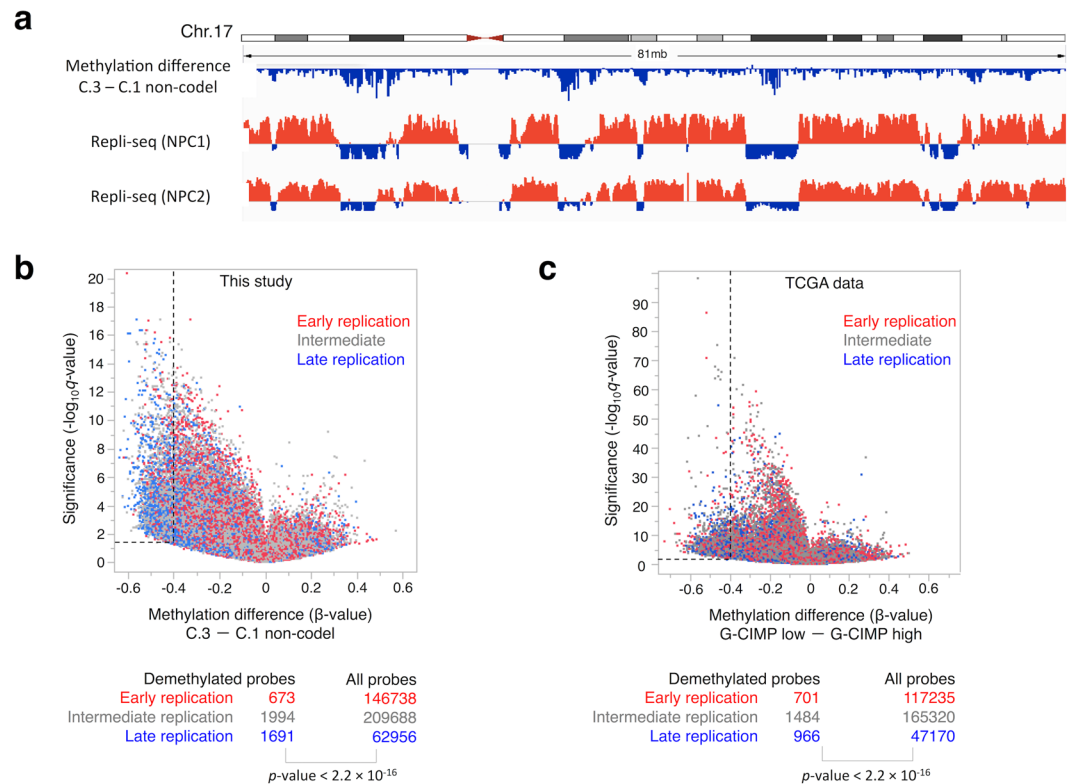 a
Chr.17
81mb
Methylation difference
C.3 – C.1 non-codel
Repli-seq (NPC1)
Repli-seq (NPC2)
b
This study
Early replication
Intermediate
Late replication
Significance (-log10q-value)
20
18
16
14
12
10
8
6
4
2
0
-0.6 -0.4 -0.2 0 0.2 0.4 0.6
Methylation difference (β-value)
C.3 — C.1 non-codel
Demethylated probes All probes
Early replication 673 146738
Intermediate replication 1994 209688
Late replication 1691 62956
p-value < 2.2 × 10-16
c
TCGA data
Early replication
Intermediate
Late replication
Significance (-log10q-value)
90
80
70
60
50
40
30
20
10
0
-0.6 -0.4 -0.2 0 0.2 0.4 0.6
Methylation difference (β-value)
G-CIMP low — G-CIMP high
Demethylated probes All probes
Early replication 701 117235
Intermediate replication 1484 165320
Late replication 966 47170
p-value < 2.2 × 10-16